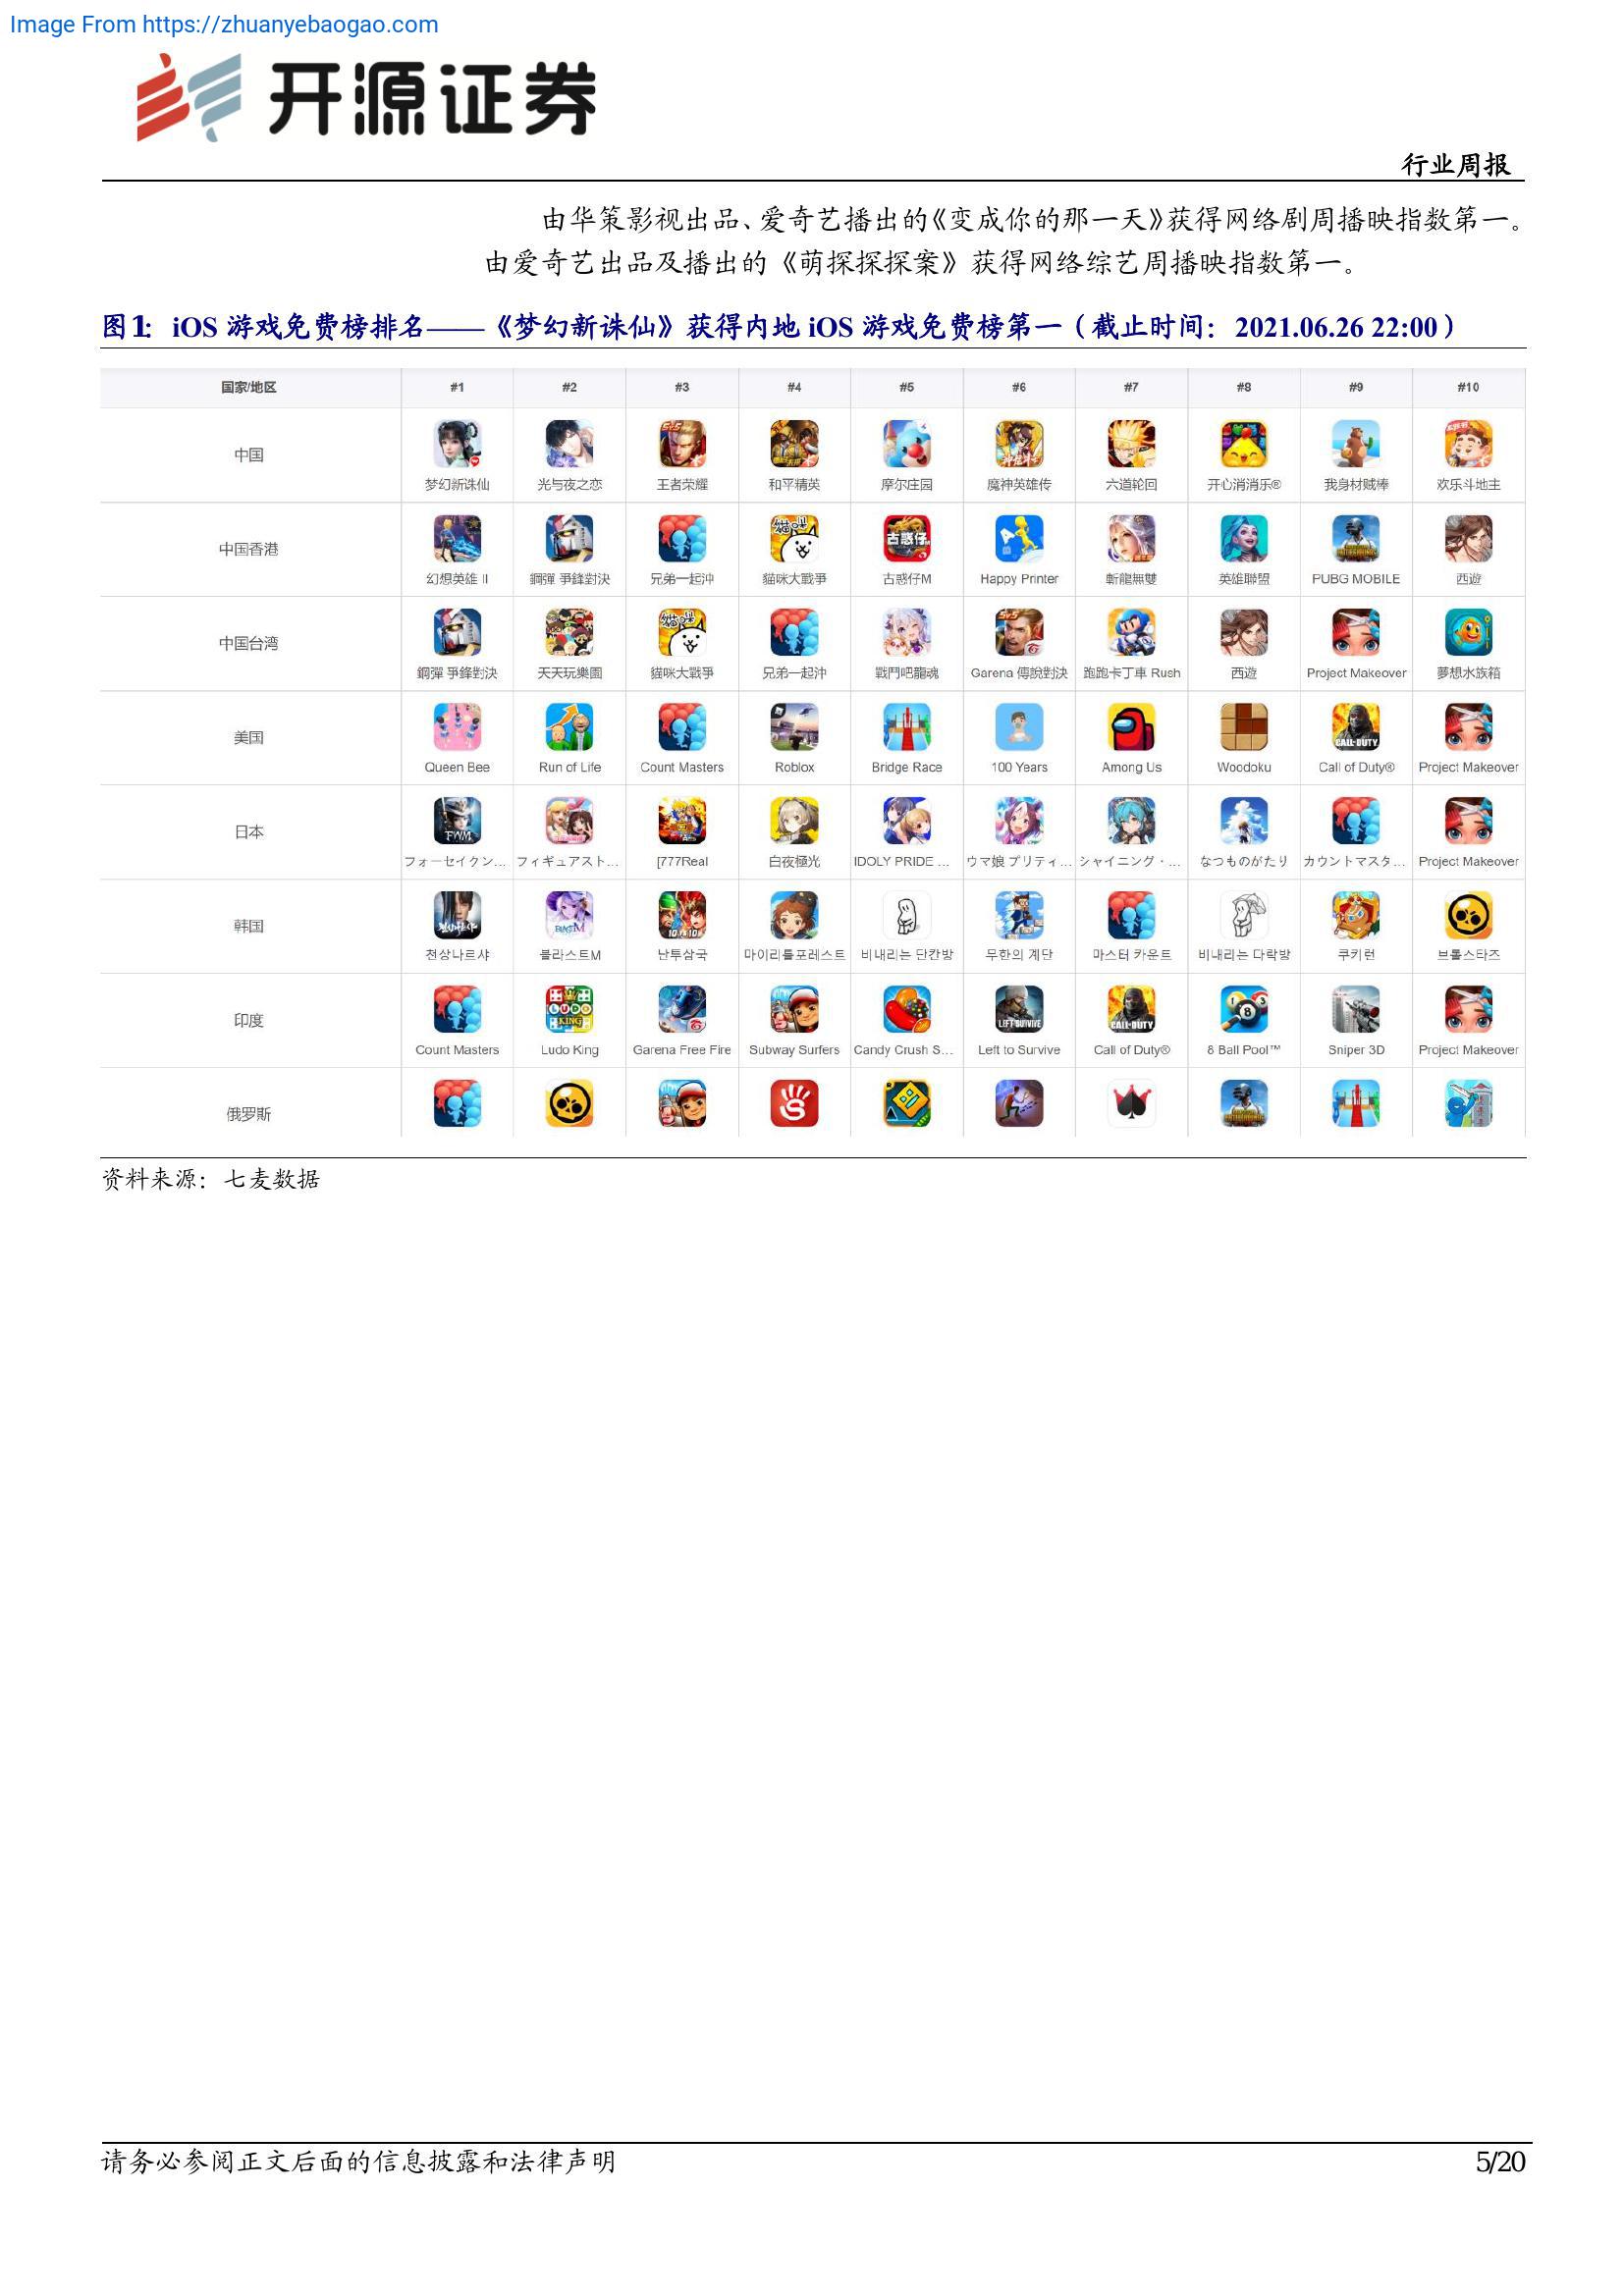 Image From https://zhuanyebaogao.com
开源证券
行业周报
由华策影视出品、爱奇艺播出的《变成你的那一天》获得网络剧周播映指数第一。
由爱奇艺出品及播出的《萌探探探案》获得网络综艺周播映指数第一。
图1： iOS 游戏免费榜排名——《梦幻新诛仙》获得内地 iOS 游戏免费榜第一（截止时间：2021.06.26 22:00）
国家/地区 #1 #2 #3 #4 #5 #6 #7 #8 #9 #10
中国 梦幻新诛仙 光与夜之恋 王者荣耀 和平精英 摩尔庄园 魔神英雄传 六道轮回 开心消消乐® 我身材贼棒 欢乐斗地主
中国香港 幻想英雄 II 鋼彈 爭鋒對決 兄弟一起沖 貓咪大戰爭 古惑仔M Happy Printer 斬龍無雙 英雄聯盟 PUBG MOBILE 西遊
中国台湾 鋼彈 爭鋒對決 天天玩樂園 貓咪大戰爭 兄弟一起沖 戰鬥吧龍魂 Garena 傳說對決 跑跑卡丁車 Rush 西遊 Project Makeover 夢想水族箱
美国 Queen Bee Run of Life Count Masters Roblox Bridge Race 100 Years Among Us Woodoku Call of Duty® Project Makeover
日本 フォーセイクン... フィギュアスト... [777Real 白夜極光 IDOLY PRIDE ... ウマ娘 プリティ... シャイニング・... なつものがたり カウントマスタ... Project Makeover
韩国 천상나르샤 블라스트M 난투삼국 마이리틀포레스트 비내리는 단칸방 무한의 계단 마스터 카운트 비내리는 다락방 쿠키런 브롤스타즈
印度 Count Masters Ludo King Garena Free Fire Subway Surfers Candy Crush S... Left to Survive Call of Duty® 8 Ball Pool™ Sniper 3D Project Makeover
俄罗斯
资料来源：七麦数据
请务必参阅正文后面的信息披露和法律声明
5/20